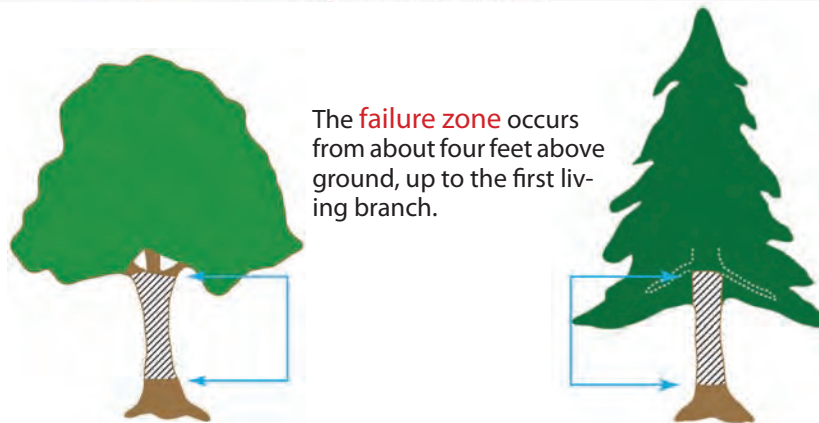 The failure zone occurs
from about four feet above
ground, up to the first liv-
ing branch.